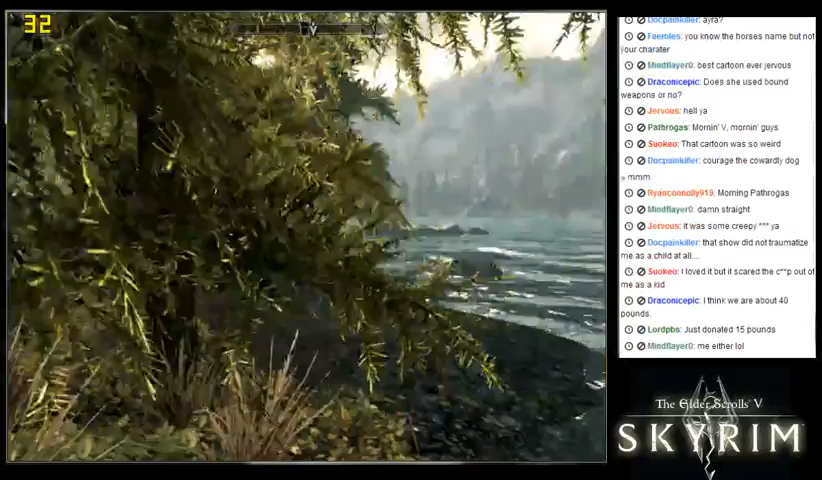 32
V
Docpainkiller: ayra?
Faemies: you know the horses name but not
your charater
Mindflayer0: best cartoon ever jervous
Draconicepic: Does she used bound
weapons or no?
Jervous: hell ya
Pathrogas: Mornin' V, mornin' guys
Suokeo: That cartoon was so weird
Docpainkiller: courage the cowardly dog
, mmm
Ryanconnolly919: Morning Pathrogas
Mindflayer0: damn straight
Jervous: it was some creepy *** ya
Docpainkiller: that show did not traumatize
me as a child at all...
Suokeo: I loved it but it scared the c**p out of
me as a kid
Draconicepic: I think we are about 40
pounds.
Lordpbs: Just donated 15 pounds
Mindflayer0: me either lol
The Elder Scrolls V
SKYRIM